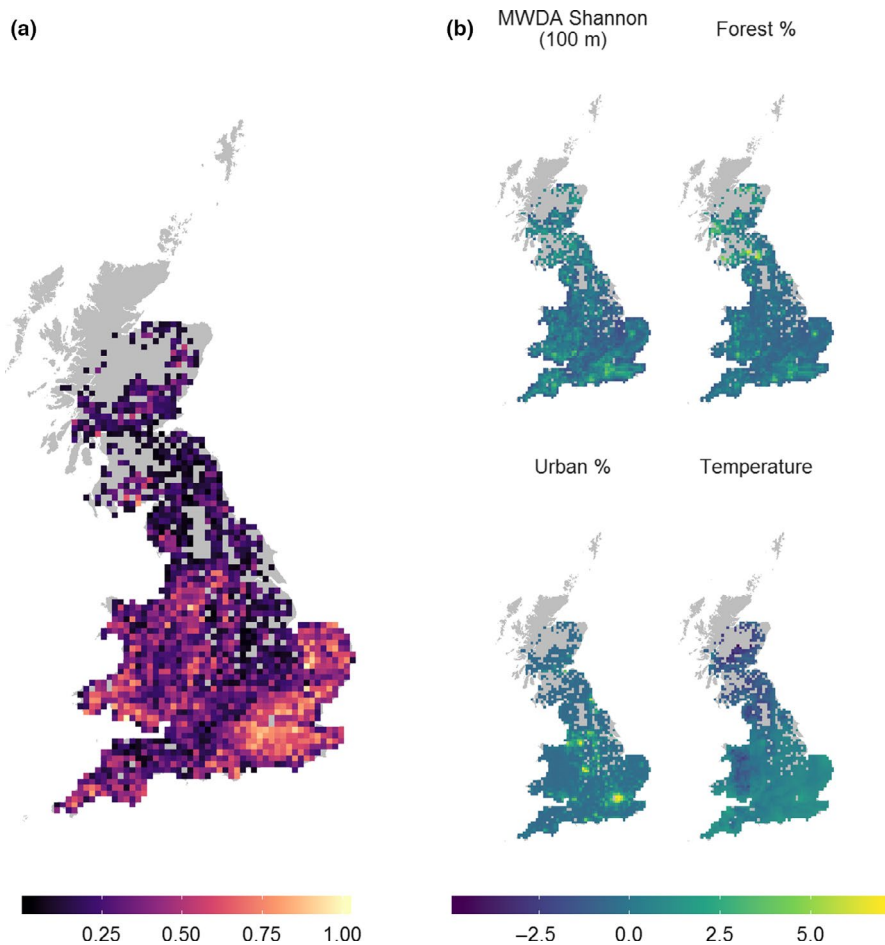 (a)
(b)
MWDA Shannon
(100 m)
Forest %
Urban %
Temperature
0.25 0.50 0.75 1.00
−2.5 0.0 2.5 5.0